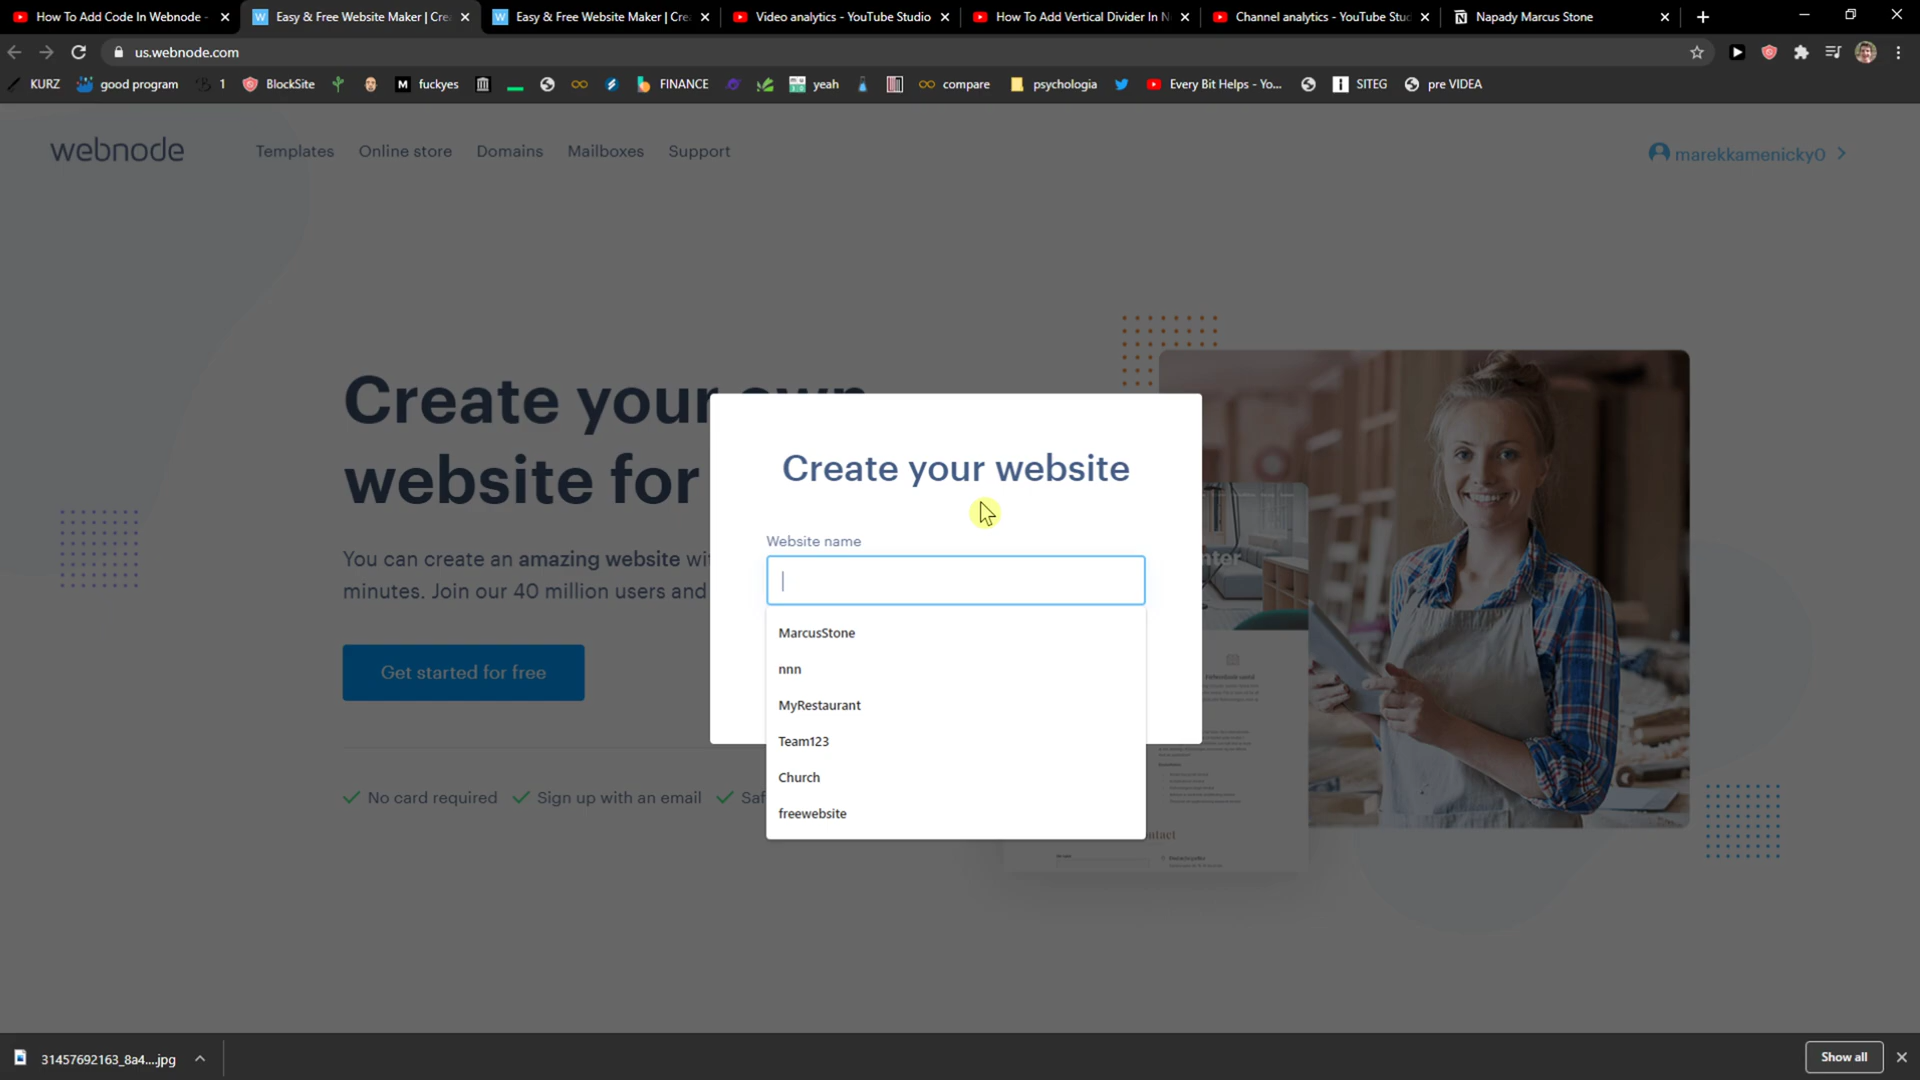 How To Add Code In Webnode -
Easy & Free Website Maker | Cre
Easy & Free Website Maker | Cre
Video analytics - YouTube Studio
How To Add Vertical Divider In N
Channel analytics - YouTube Stu
Napady Marcus Stone
us.webnode.com
KURZ
good program
1
BlockSite
M
fuckyes
FINANCE
yeah
compare
psychologia
Every Bit Helps - Yo...
SITEG
pre VIDEA
webnode
Templates
Online store
Domains
Mailboxes
Support
marekkamenicky0
Create your own
website for
You can create an amazing website wi
minutes. Join our 40 million users and
Get started for free
No card required
Sign up with an email
Saf
Create your website
Website name
MarcusStone
nnn
MyRestaurant
Team123
Church
freewebsite
31457692163_8a4....jpg
Show all